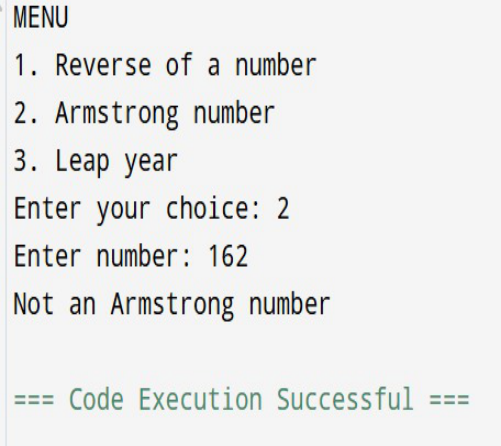 MENU
1. Reverse of a number
2. Armstrong number
3. Leap year
Enter your choice: 2
Enter number: 162
Not an Armstrong number
=== Code Execution Successful ===